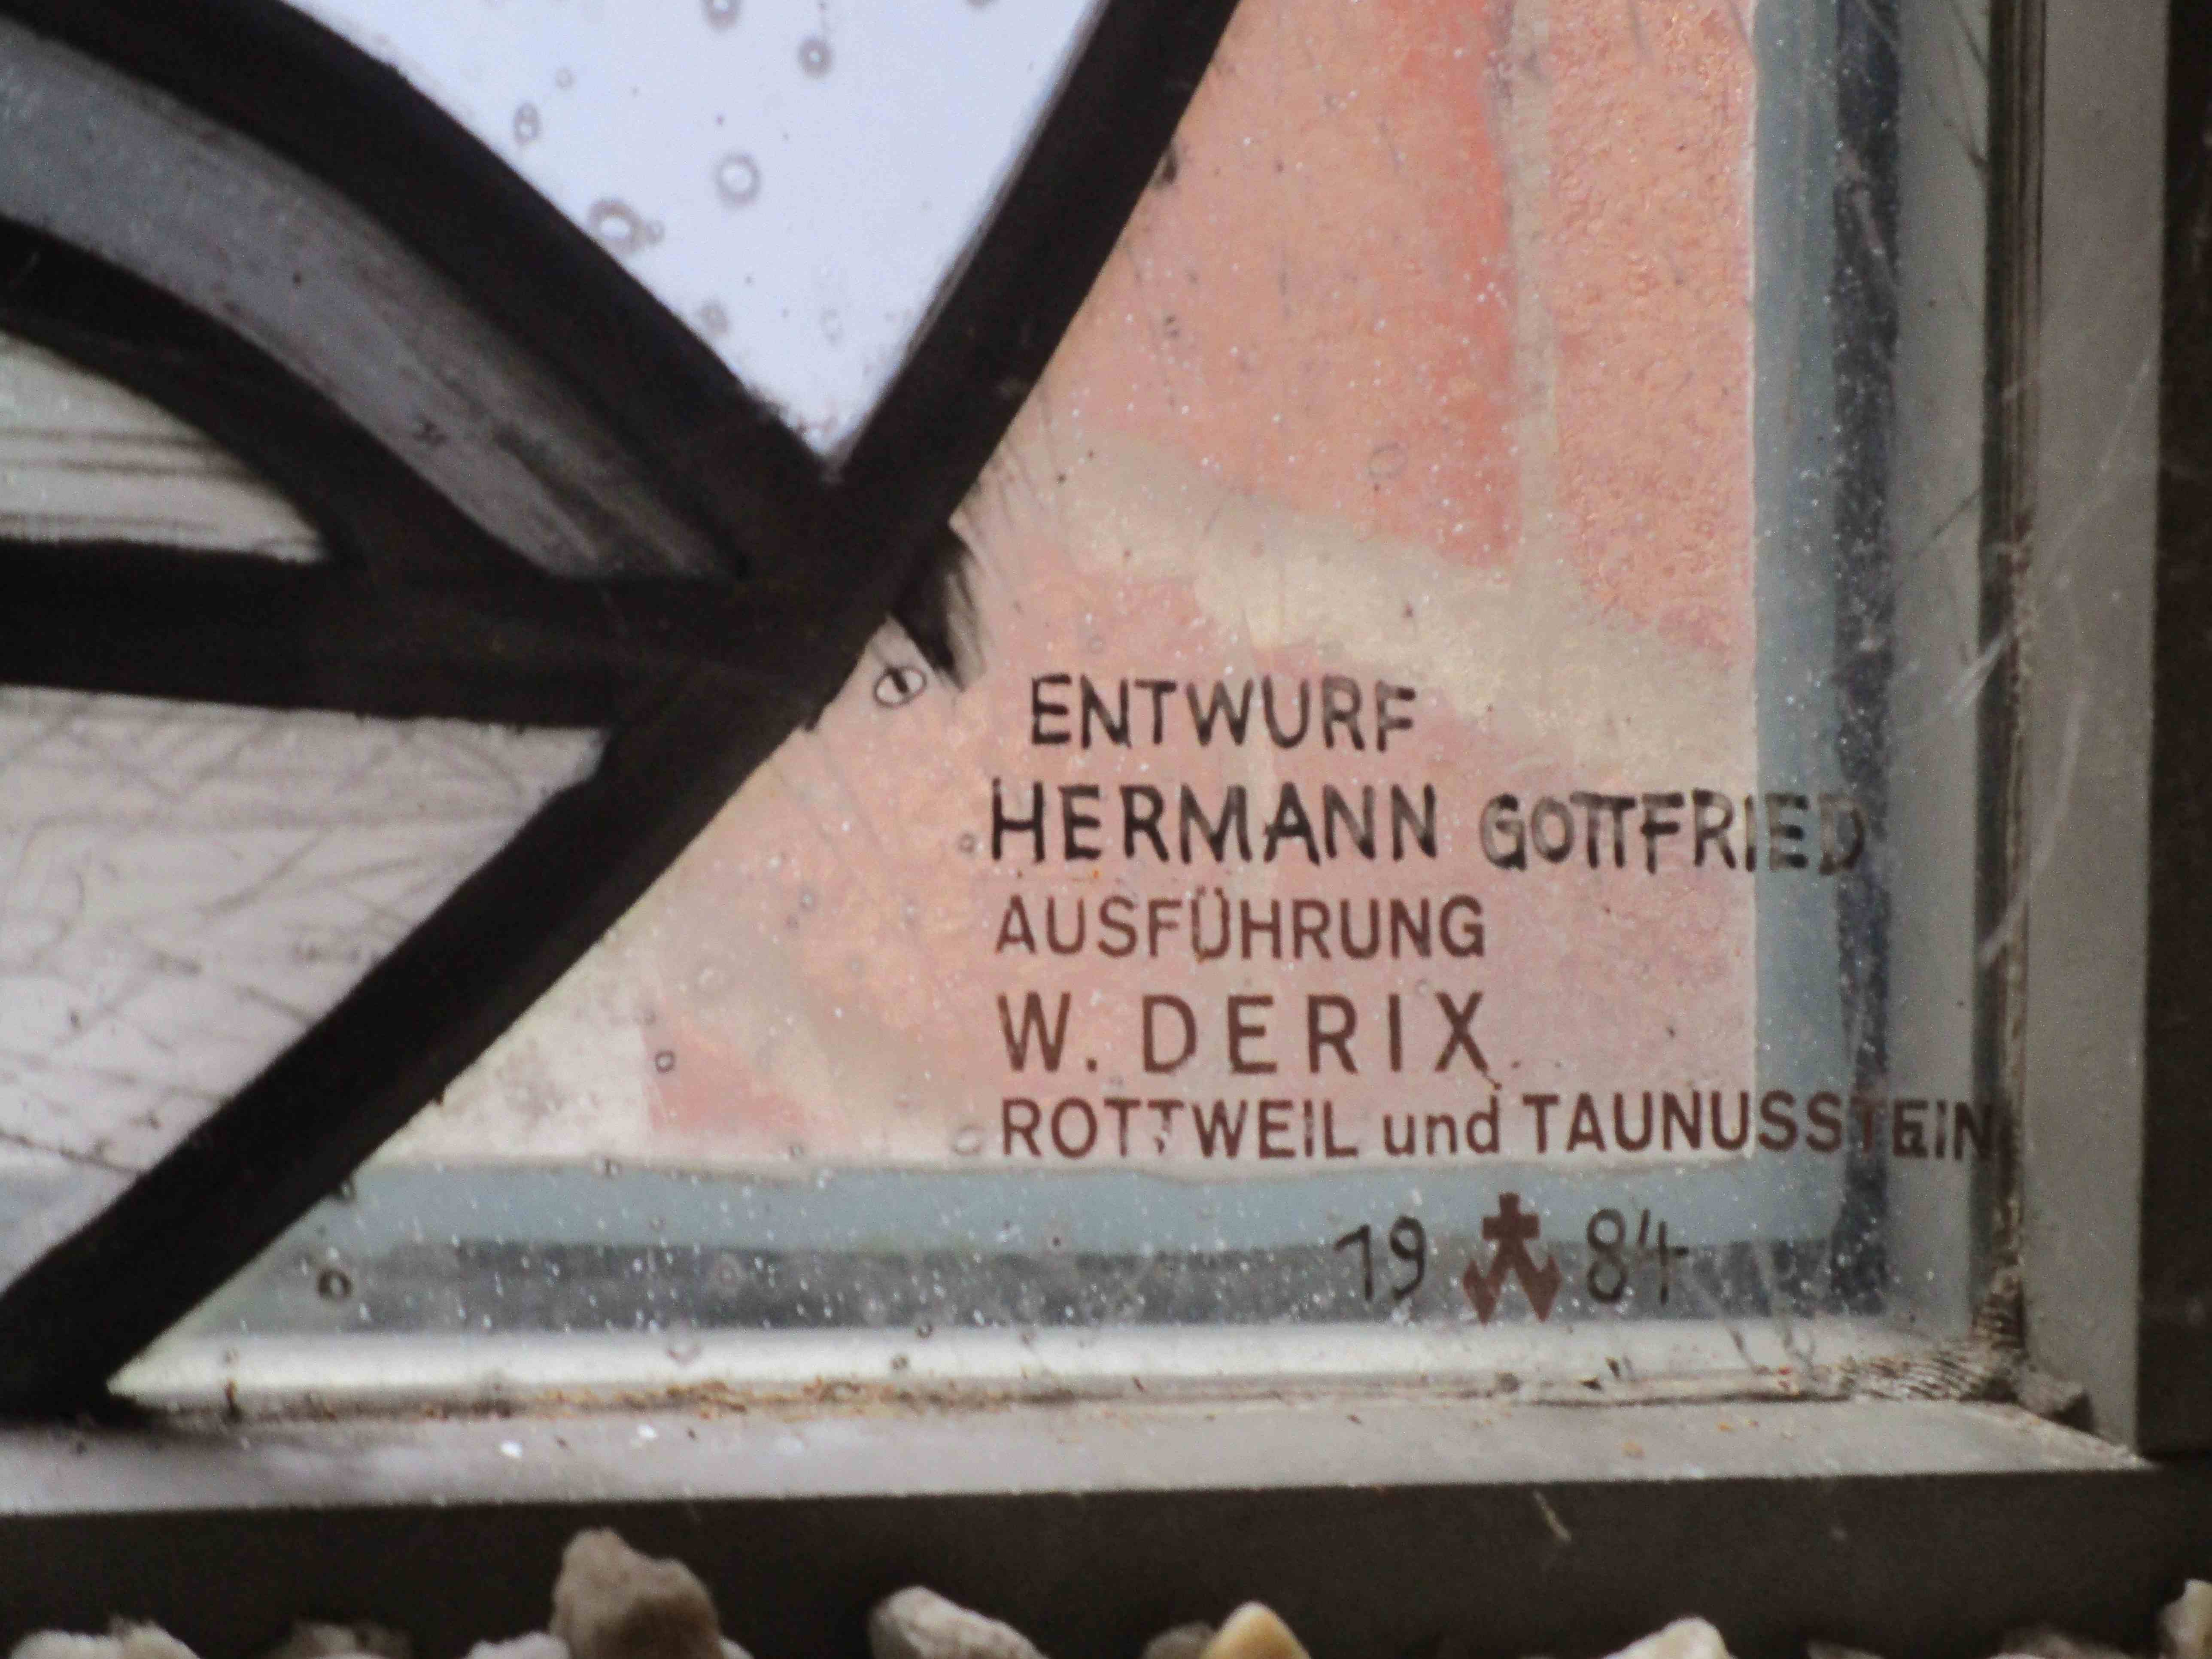 ENTWURF
HERMANN GOTTFRIED
AUSFÜHRUNG
W. DERIX
ROTTWEIL und TAUNUSSTEIN
19 84